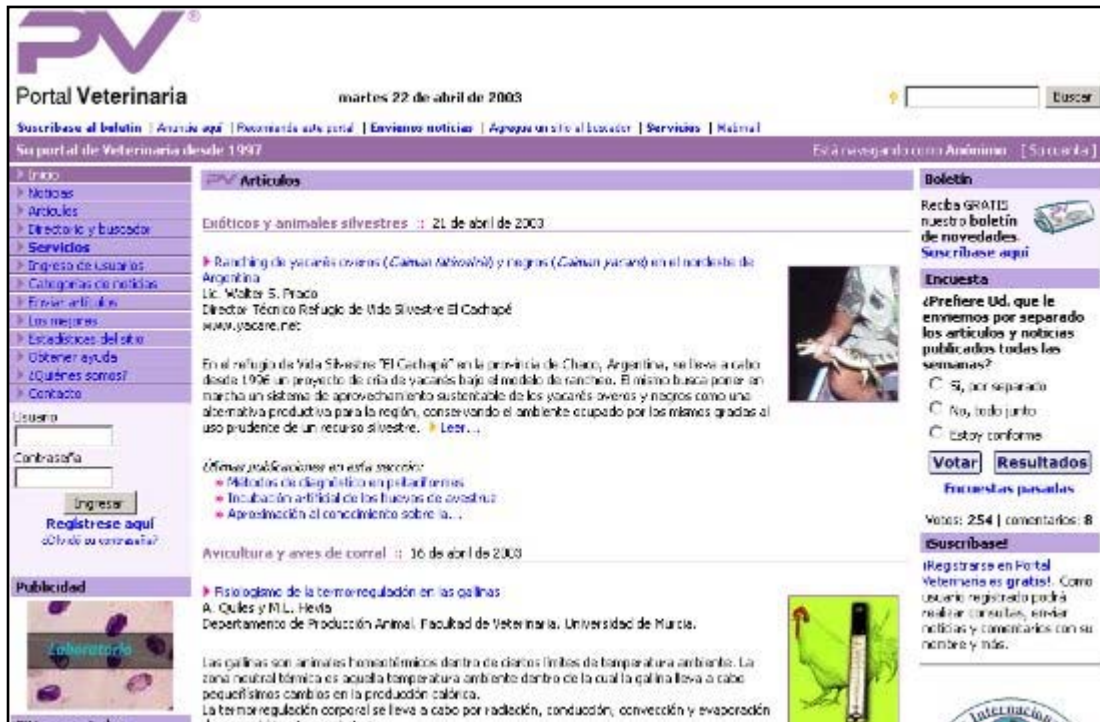 PV®
Portal Veterinaria
martes 22 de abril de 2003
Buscar
Suscríbase al boletín | Anuncie aquí | Recomiende este portal | Envíenos noticias | Agregue un sitio al buscador | Servicios | Webmail
Su portal de Veterinaria desde 1997
Está navegando como Anónimo [ Su cuenta ]
Inicio
Noticias
Artículos
Directorio y buscador
Servicios
Ingreso de usuarios
Categorías de noticias
Enviar artículos
Los mejores
Estadísticas del sitio
Obtener ayuda
¿Quiénes somos?
Contacto
Usuario
Contraseña
Ingresar
Regístrese aquí
¿Olvidó su contraseña?
Publicidad
Laboratorio
PV Artículos
Exóticos y animales silvestres :: 21 de abril de 2003
Ranching de yacarés overos (Caiman latirostris) y negros (Caiman yacare) en el nordeste de
Argentina
Lic. Walter S. Prado
Director Técnico Refugio de Vida Silvestre El Cachapé
www.yacare.net
En el refugio de Vida Silvestre "El Cachapé" en la provincia de Chaco, Argentina, se lleva a cabo
desde 1996 un proyecto de cria de yacarés bajo el modelo de rancheo. El mismo busca poner en
marcha un sistema de aprovechamiento sustentable de los yacarés overos y negros como una
alternativa productiva para la región, conservando el ambiente ocupado por los mismos gracias al
uso prudente de un recurso silvestre. Leer...
Últimas publicaciones en esta sección:
Métodos de diagnóstico en psitaciformes
Incubación artificial de los huevos de avestruz
Aproximación al conocimiento sobre la...
Avicultura y aves de corral :: 16 de abril de 2003
Fisiologismo de la termorregulación en las gallinas
A. Quiles y M.L. Hevia
Departamento de Producción Animal. Facultad de Veterinaria. Universidad de Murcia.
Las gallinas son animales homeotérmicos dentro de ciertos límites de temperatura ambiente. La
zona neutral térmica es aquella temperatura ambiente dentro de la cual la gallina lleva a cabo
pequeñísimos cambios en la producción calórica.
La termorregulación corporal se lleva a cabo por radiación, conducción, convección y evaporación
Boletín
Reciba GRATIS
nuestro boletín
de novedades.
Suscríbase aquí
Encuesta
¿Prefiere Ud. que le
enviemos por separado
los artículos y noticias
publicados todas las
semanas?
Sí, por separado
No, todo junto
Estoy conforme
Votar Resultados
Encuestas pasadas
Votos: 254 | comentarios: 8
¡Suscríbase!
¡Registrarse en Portal
Veterinaria es gratis!. Como
usuario registrado podrá
realizar consultas, enviar
noticias y comentarios con su
nombre y más.